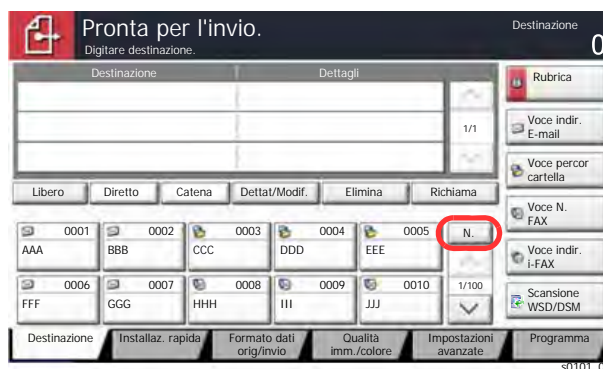 Pronta per l'invio.
Digitare destinazione.
Destinazione
0
Destinazione Dettagli
1/1
Rubrica
Voce indir.
E-mail
Voce percor
cartella
Voce N.
FAX
Voce indir.
i-FAX
Scansione
WSD/DSM
Libero Diretto Catena Dettat/Modif. Elimina Richiama
0001 0002 0003 0004 0005 N.
AAA BBB CCC DDD EEE
0006 0007 0008 0009 0010 1/100
FFF GGG HHH III JJJ
Destinazione Installaz. rapida Formato dati
orig/invio Qualità
imm./colore Impostazioni
avanzate Programma
s0101_0